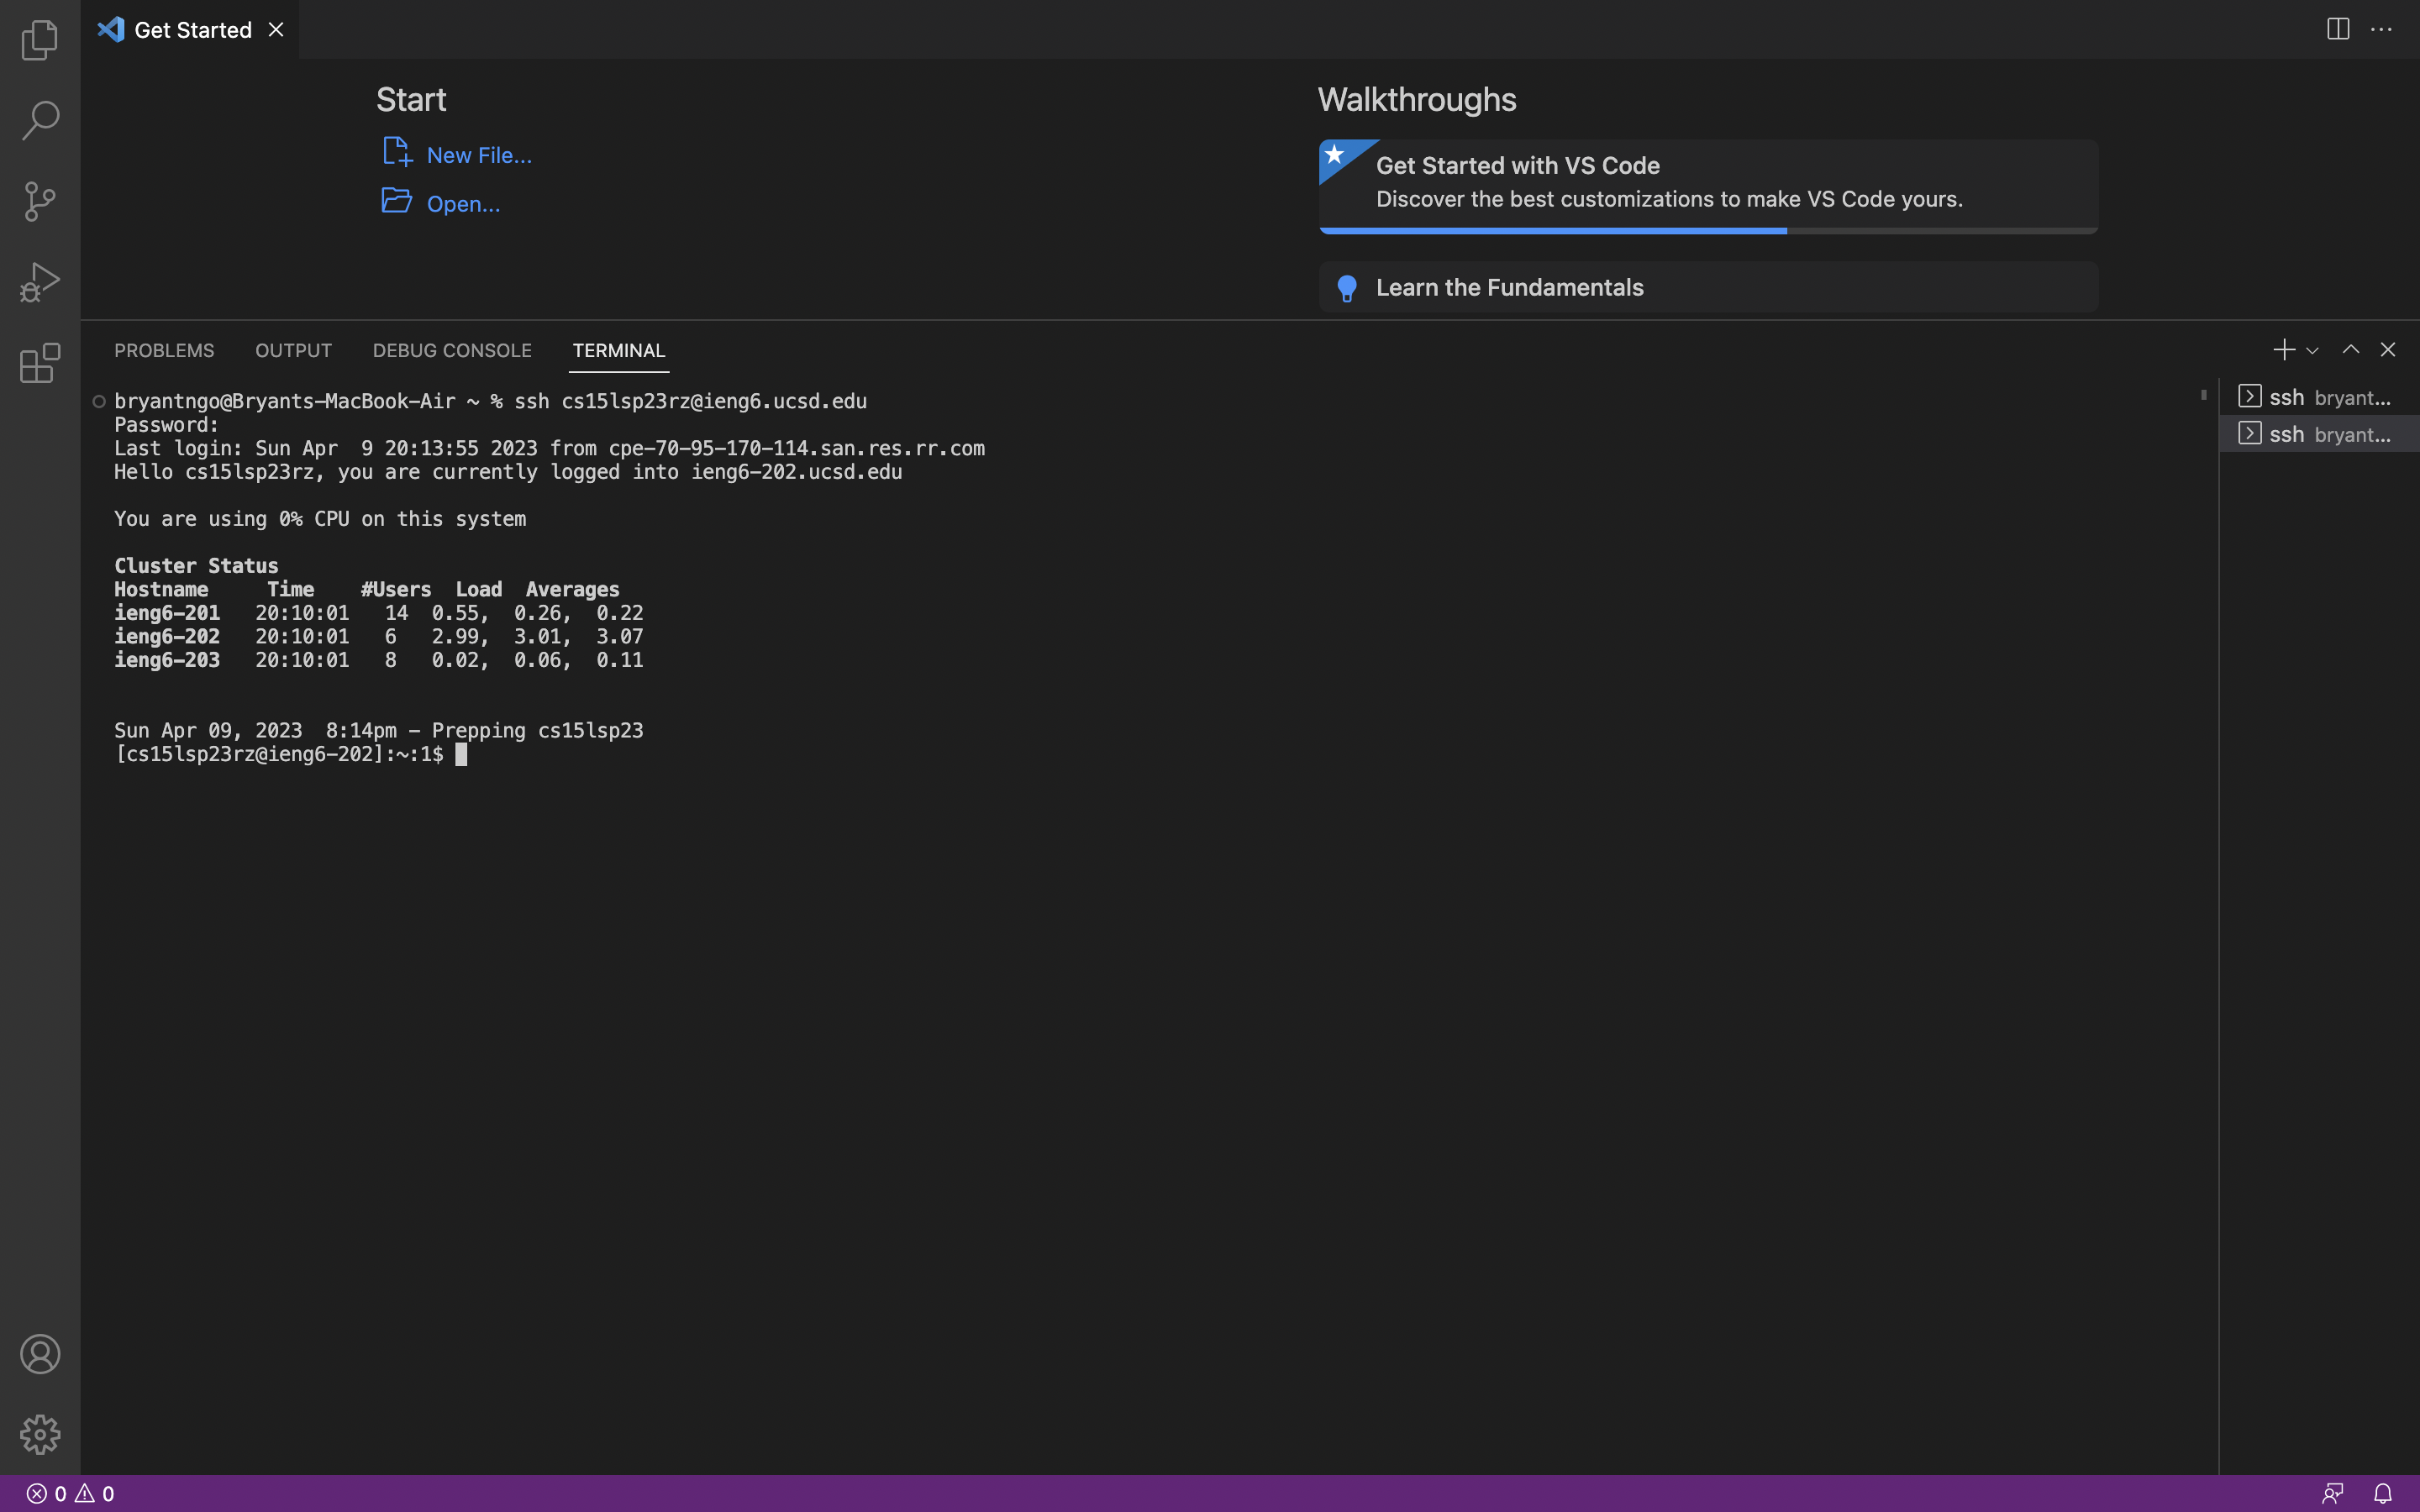 Get Started
Start
New File...
Open...
Walkthroughs
Get Started with VS Code
Discover the best customizations to make VS Code yours.
Learn the Fundamentals
PROBLEMS OUTPUT DEBUG CONSOLE TERMINAL
bryantngo@Bryants-MacBook-Air ~ % ssh cs15lsp23rz@ieng6.ucsd.edu
Password:
Last login: Sun Apr  9 20:13:55 2023 from cpe-70-95-170-114.san.res.rr.com
Hello cs15lsp23rz, you are currently logged into ieng6-202.ucsd.edu
You are using 0% CPU on this system
Cluster Status
Hostname     Time    #Users  Load  Averages
ieng6-201   20:10:01   14  0.55,  0.26,  0.22
ieng6-202   20:10:01   6   2.99,  3.01,  3.07
ieng6-203   20:10:01   8   0.02,  0.06,  0.11
Sun Apr 09, 2023  8:14pm - Prepping cs15lsp23
[cs15lsp23rz@ieng6-202]:~:1$
ssh bryant...
ssh bryant...
0 0